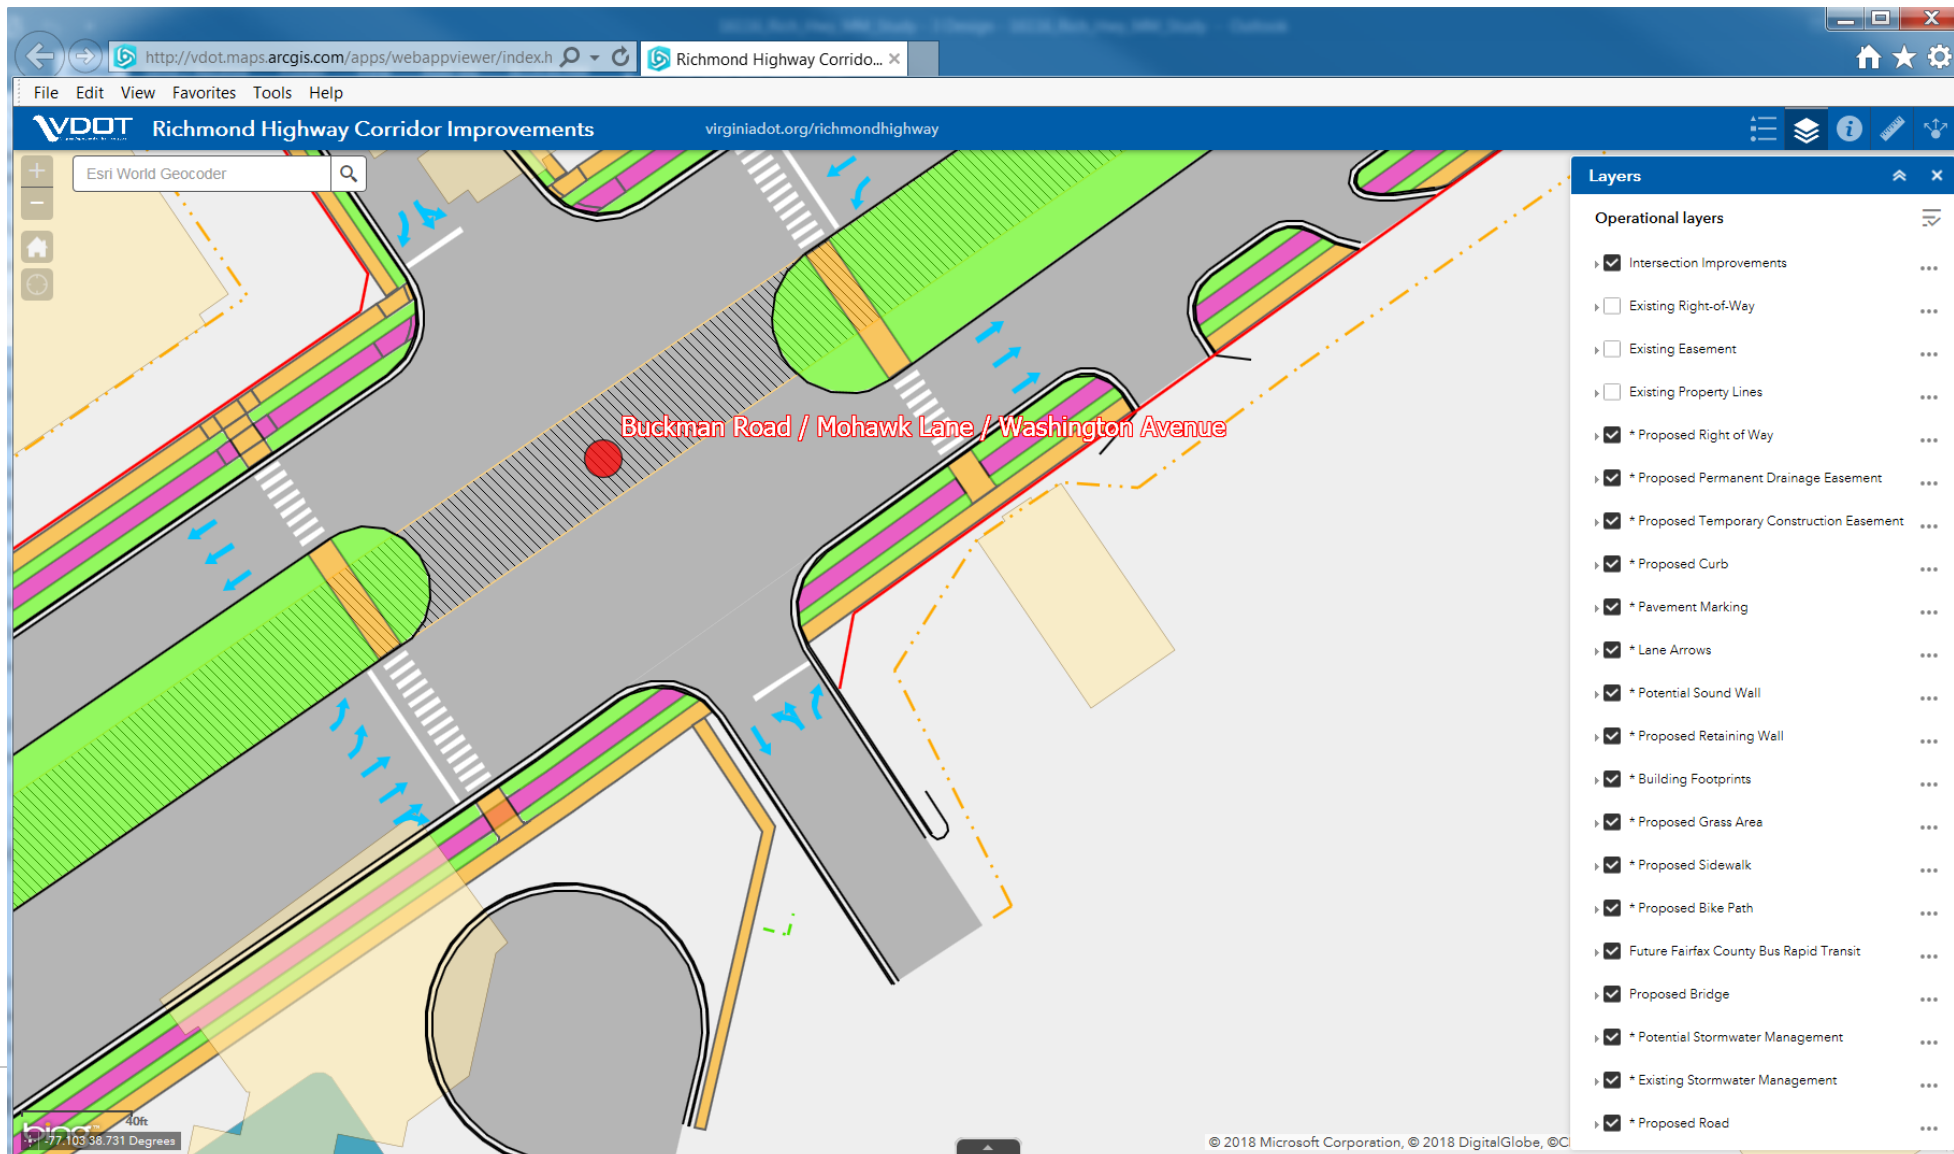 http://vdot.maps.arcgis.com/apps/webappviewer/index.h
Richmond Highway Corrido...
File Edit View Favorites Tools Help
VDOT Richmond Highway Corridor Improvements virginiadot.org/richmondhighway
Esri World Geocoder
Buckman Road / Mohawk Lane / Washington Avenue
Layers
Operational layers
Intersection Improvements
Existing Right-of-Way
Existing Easement
Existing Property Lines
* Proposed Right of Way
* Proposed Permanent Drainage Easement
* Proposed Temporary Construction Easement
* Proposed Curb
* Pavement Marking
* Lane Arrows
* Potential Sound Wall
* Proposed Retaining Wall
* Building Footprints
* Proposed Grass Area
* Proposed Sidewalk
* Proposed Bike Path
Future Fairfax County Bus Rapid Transit
Proposed Bridge
* Potential Stormwater Management
* Existing Stormwater Management
* Proposed Road
40ft
bing
-77.103 38.731 Degrees
© 2018 Microsoft Corporation, © 2018 DigitalGlobe, ©C